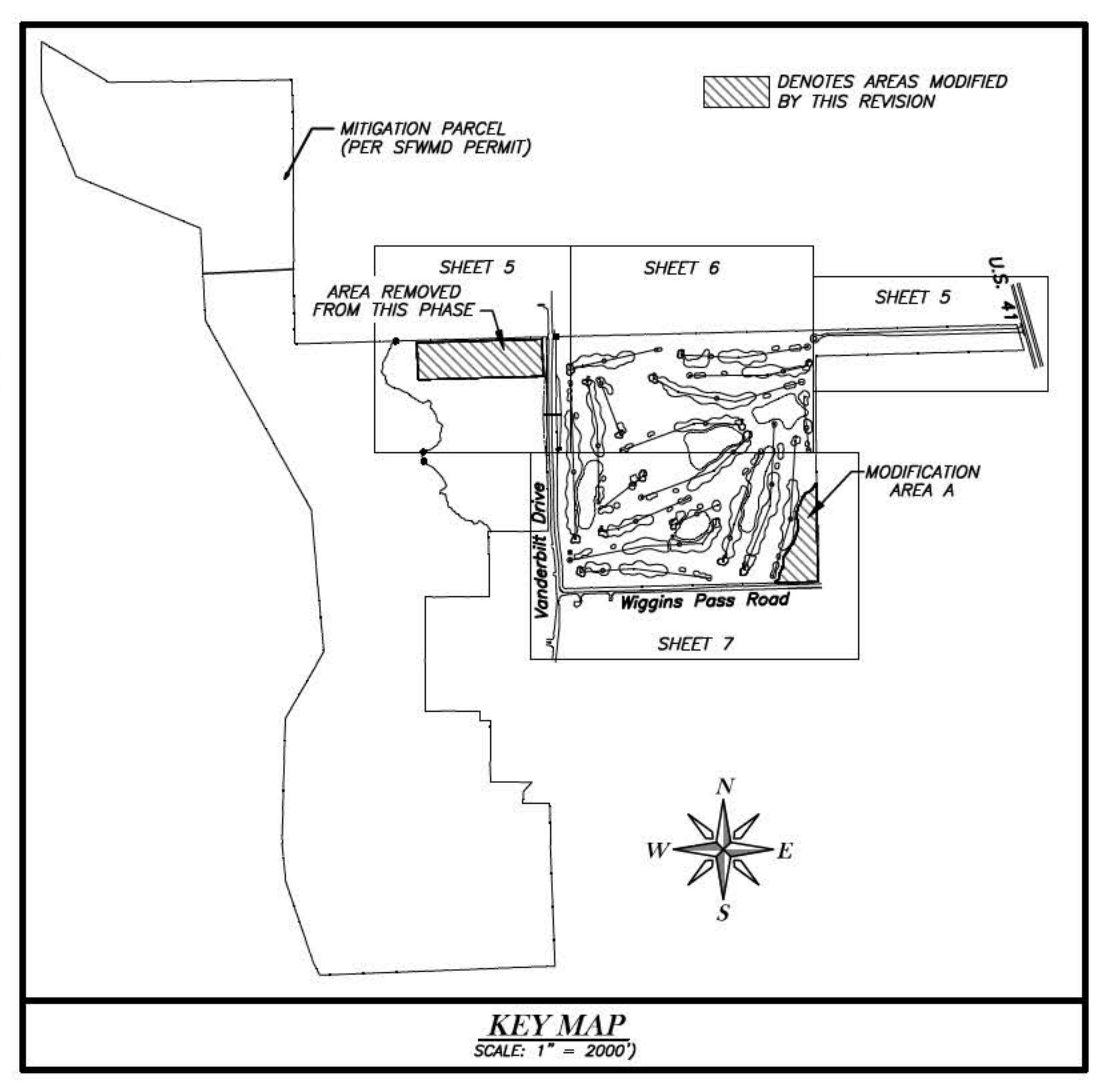 DENOTES AREAS MODIFIED
BY THIS REVISION
MITIGATION PARCEL
(PER SFWMD PERMIT)
SHEET 5
SHEET 6
U.S. 41
SHEET 5
AREA REMOVED
FROM THIS PHASE
MODIFICATION
AREA A
Vanderbilt Drive
Wiggins Pass Road
SHEET 7
N
W
E
S
KEY MAP
SCALE: 1" = 2000')